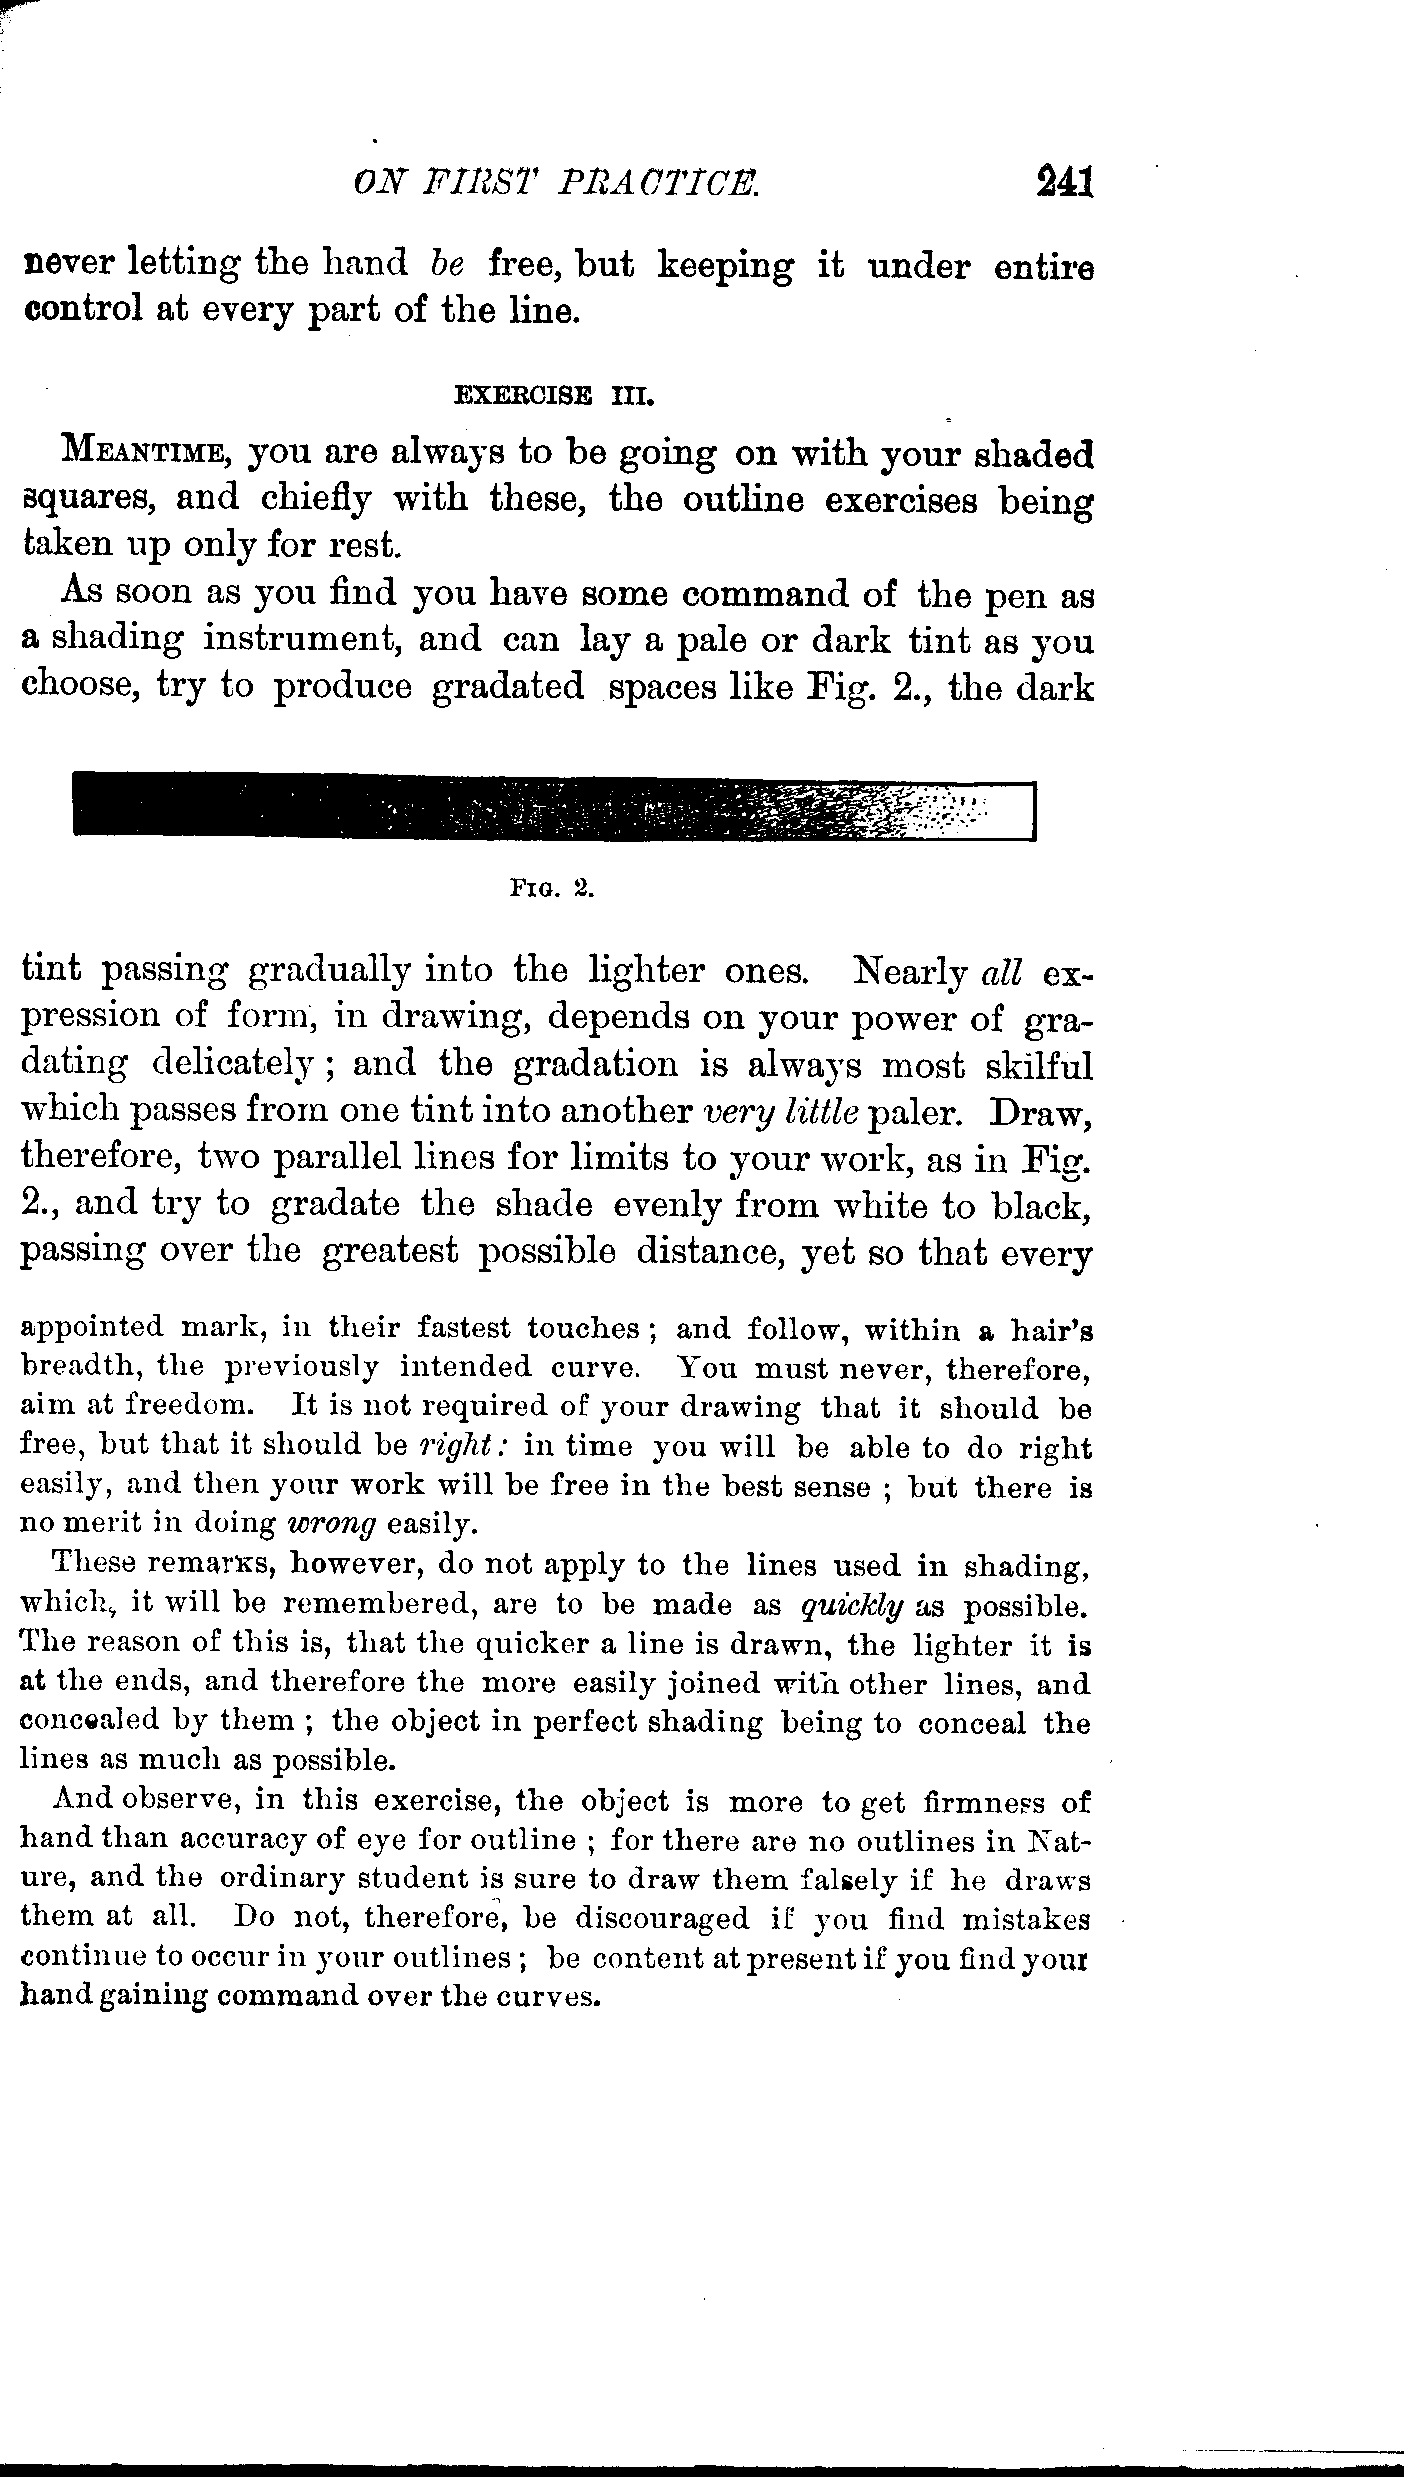 ON FIRST PRACTICE. 241
never letting the hand be free, but keeping it under entire
control at every part of the line.
EXERCISE III.
MEANTIME, you are always to be going on with your shaded
squares, and chiefly with these, the outline exercises being
taken up only for rest.
As soon as you find you have some command of the pen as
a shading instrument, and can lay a pale or dark tint as you
choose, try to produce gradated spaces like Fig. 2., the dark
FIG. 2.
tint passing gradually into the lighter ones. Nearly all ex-
pression of form, in drawing, depends on your power of gra-
dating delicately ; and the gradation is always most skilful
which passes from one tint into another very little paler. Draw,
therefore, two parallel lines for limits to your work, as in Fig.
2., and try to gradate the shade evenly from white to black,
passing over the greatest possible distance, yet so that every
appointed mark, in their fastest touches ; and follow, within a hair's
breadth, the previously intended curve. You must never, therefore,
aim at freedom. It is not required of your drawing that it should be
free, but that it should be right: in time you will be able to do right
easily, and then your work will be free in the best sense ; but there is
no merit in doing wrong easily.
These remarks, however, do not apply to the lines used in shading,
which, it will be remembered, are to be made as quickly as possible.
The reason of this is, that the quicker a line is drawn, the lighter it is
at the ends, and therefore the more easily joined with other lines, and
concealed by them ; the object in perfect shading being to conceal the
lines as much as possible.
And observe, in this exercise, the object is more to get firmness of
hand than accuracy of eye for outline ; for there are no outlines in Nat-
ure, and the ordinary student is sure to draw them falsely if he draws
them at all. Do not, therefore, be discouraged if you find mistakes
continue to occur in your outlines ; be content at present if you find your
hand gaining command over the curves.